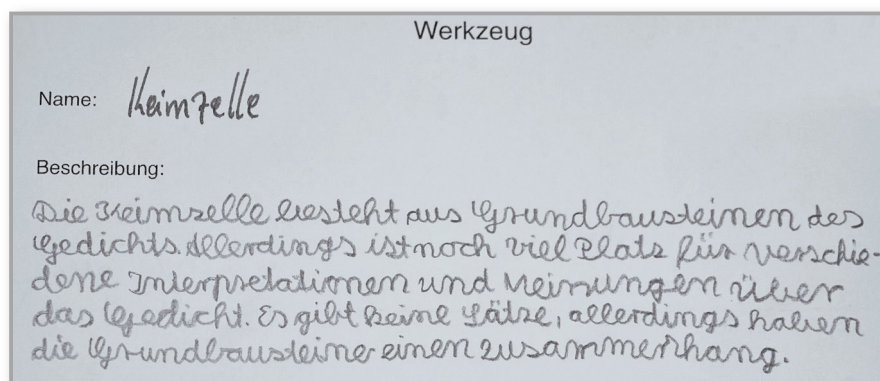 Werkzeug
Name: Keimzelle
Beschreibung:
Die Keimzelle besteht aus Grundbausteinen des
Gedichts. Allerdings ist noch viel Platz für verschie-
dene Interpretationen und Meinungen über
das Gedicht. Es gibt keine Sätze, allerdings haben
die Grundbausteine einen zusammenhang.